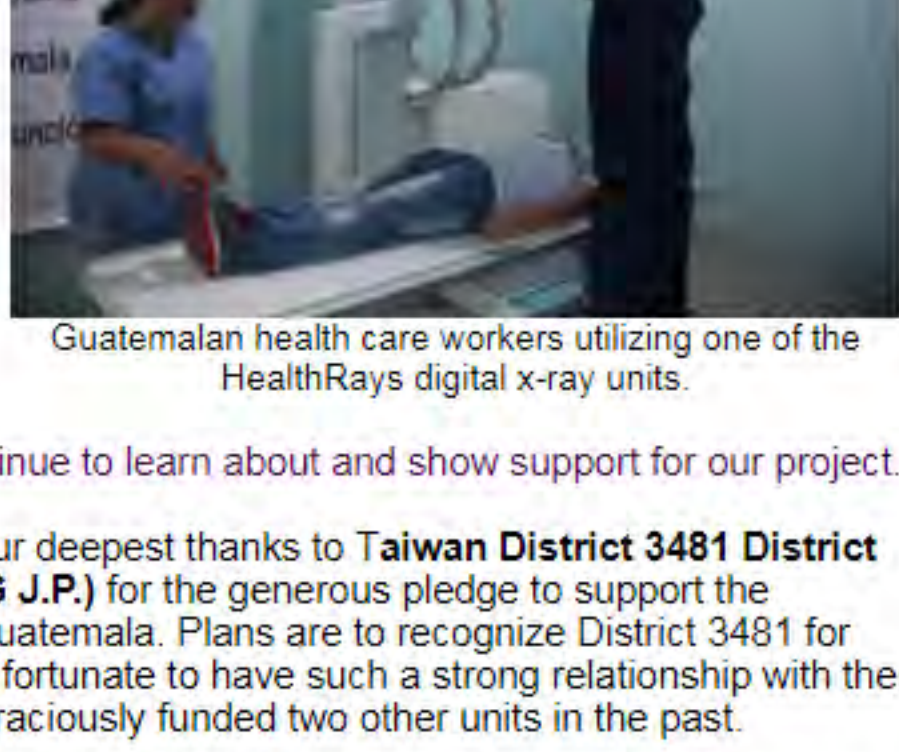 Guatemalan health care workers utilizing one of the
HealthRays digital x-ray units.
inue to learn about and show support for our project.
ur deepest thanks to Taiwan District 3481 District
J.P.) for the generous pledge to support the
uatemala. Plans are to recognize District 3481 for
fortunate to have such a strong relationship with the
raciously funded two other units in the past.